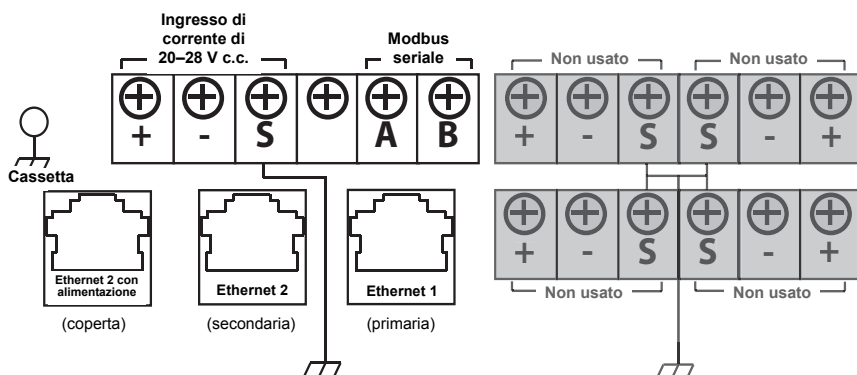 Ingresso di
corrente di
20–28 V c.c.
Modbus
seriale
Non usato
Non usato
+ - S A B
+ - S S - +
Cassetta
Ethernet 2 con
alimentazione
Ethernet 2
Ethernet 1
(coperta)
(secondaria)
(primaria)
+ - S S - +
Non usato
Non usato